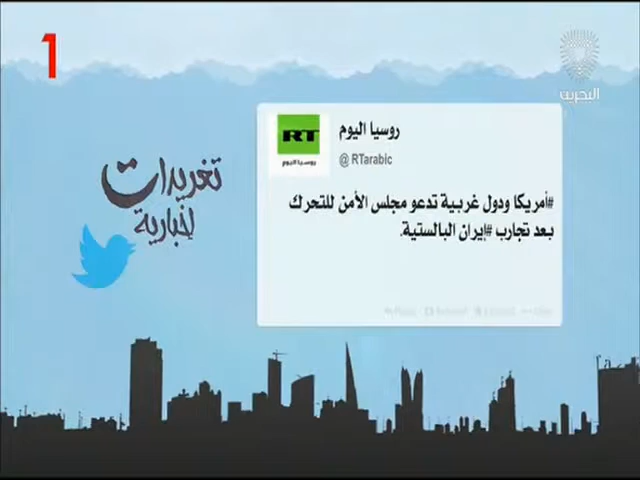 1
البحرين
تغريدات
إخبارية
RT
روسيا اليوم
روسيا اليوم
@RTarabic
#أمريكا ودول غربية تدعو مجلس الأمن للتحرك
بعد تجارب #إيران البالستية.